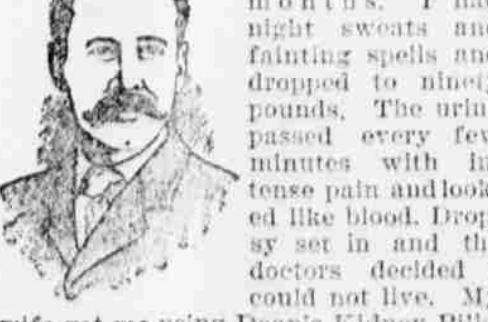 months. I had
night sweats and
fainting spells and
dropped to ninety
pounds. The urine
passed every few
minutes with in-
tense pain and look-
ed like blood. Drop-
sy set in and the
doctors decided I
could not live. My
wife got me using Doan's Kidney Pills